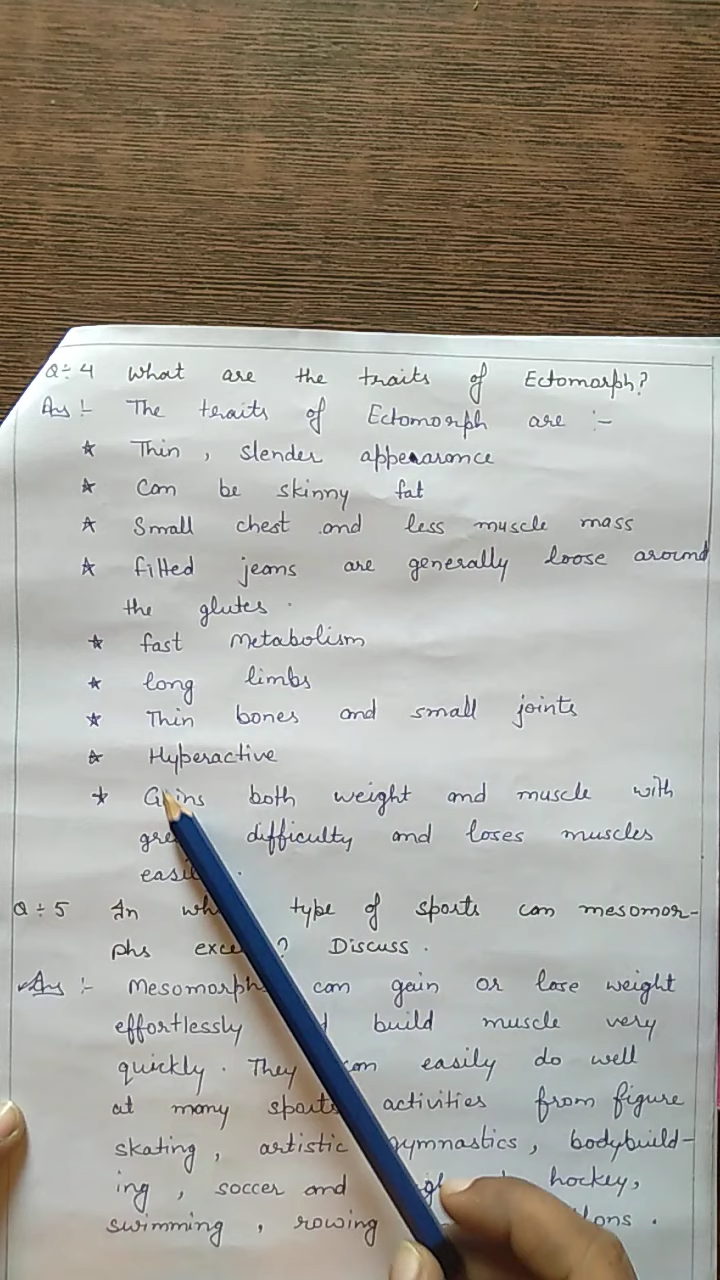 Q÷4 What are the traits of Ectomorph?
Ans:- The traits of Ectomorph are :-
★ Thin, slender appearance
★ Can be skinny fat
★ Small chest and less muscle mass
★ fitted jeans are generally loose around
the glutes.
★ fast Metabolism
★ long limbs
★ Thin bones and small joints
★ Hyperactive
★ Gains both weight and muscle with
difficulty and loses muscles
Q÷5 In type of sports can mesomor-
phs ? Discuss.
Ans:- Mesomorphs can gain or lose weight
effortlessly build muscle very
quickly. They can easily do well
at many sports activities from figure
skating, artistic gymnastics, bodybuild-
ing, soccer and hockey,
swimming, rowing